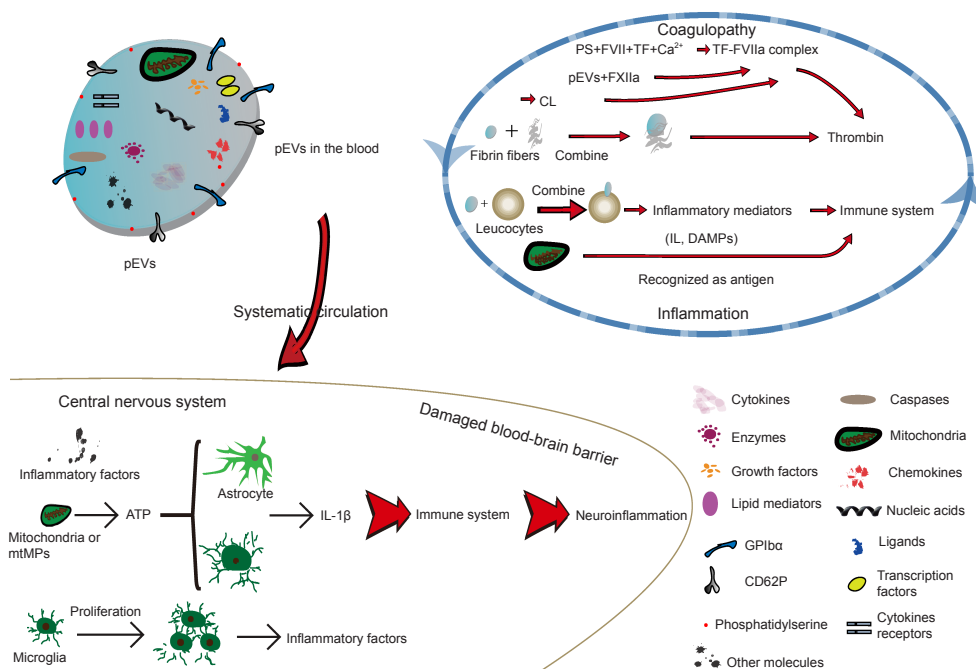 pEVs in the blood
pEVs
Coagulopathy
PS+FVII+TF+Ca²⁺ TF-FVIIa complex
pEVs+FXIIa
CL
Fibrin fibers Combine
Thrombin
Combine
Leucocytes
Inflammatory mediators
Immune system
(IL, DAMPs)
Recognized as antigen
Inflammation
Systematic circulation
Central nervous system
Damaged blood-brain barrier
Inflammatory factors
Astrocyte
Mitochondria or
mtMPs
ATP
IL-1β
Immune system
Neuroinflammation
Proliferation
Microglia
Inflammatory factors
Cytokines
Caspases
Enzymes
Mitochondria
Growth factors
Chemokines
Lipid mediators
Nucleic acids
GPIbα
Ligands
CD62P
Transcription
factors
Phosphatidylserine
Cytokines
receptors
Other molecules